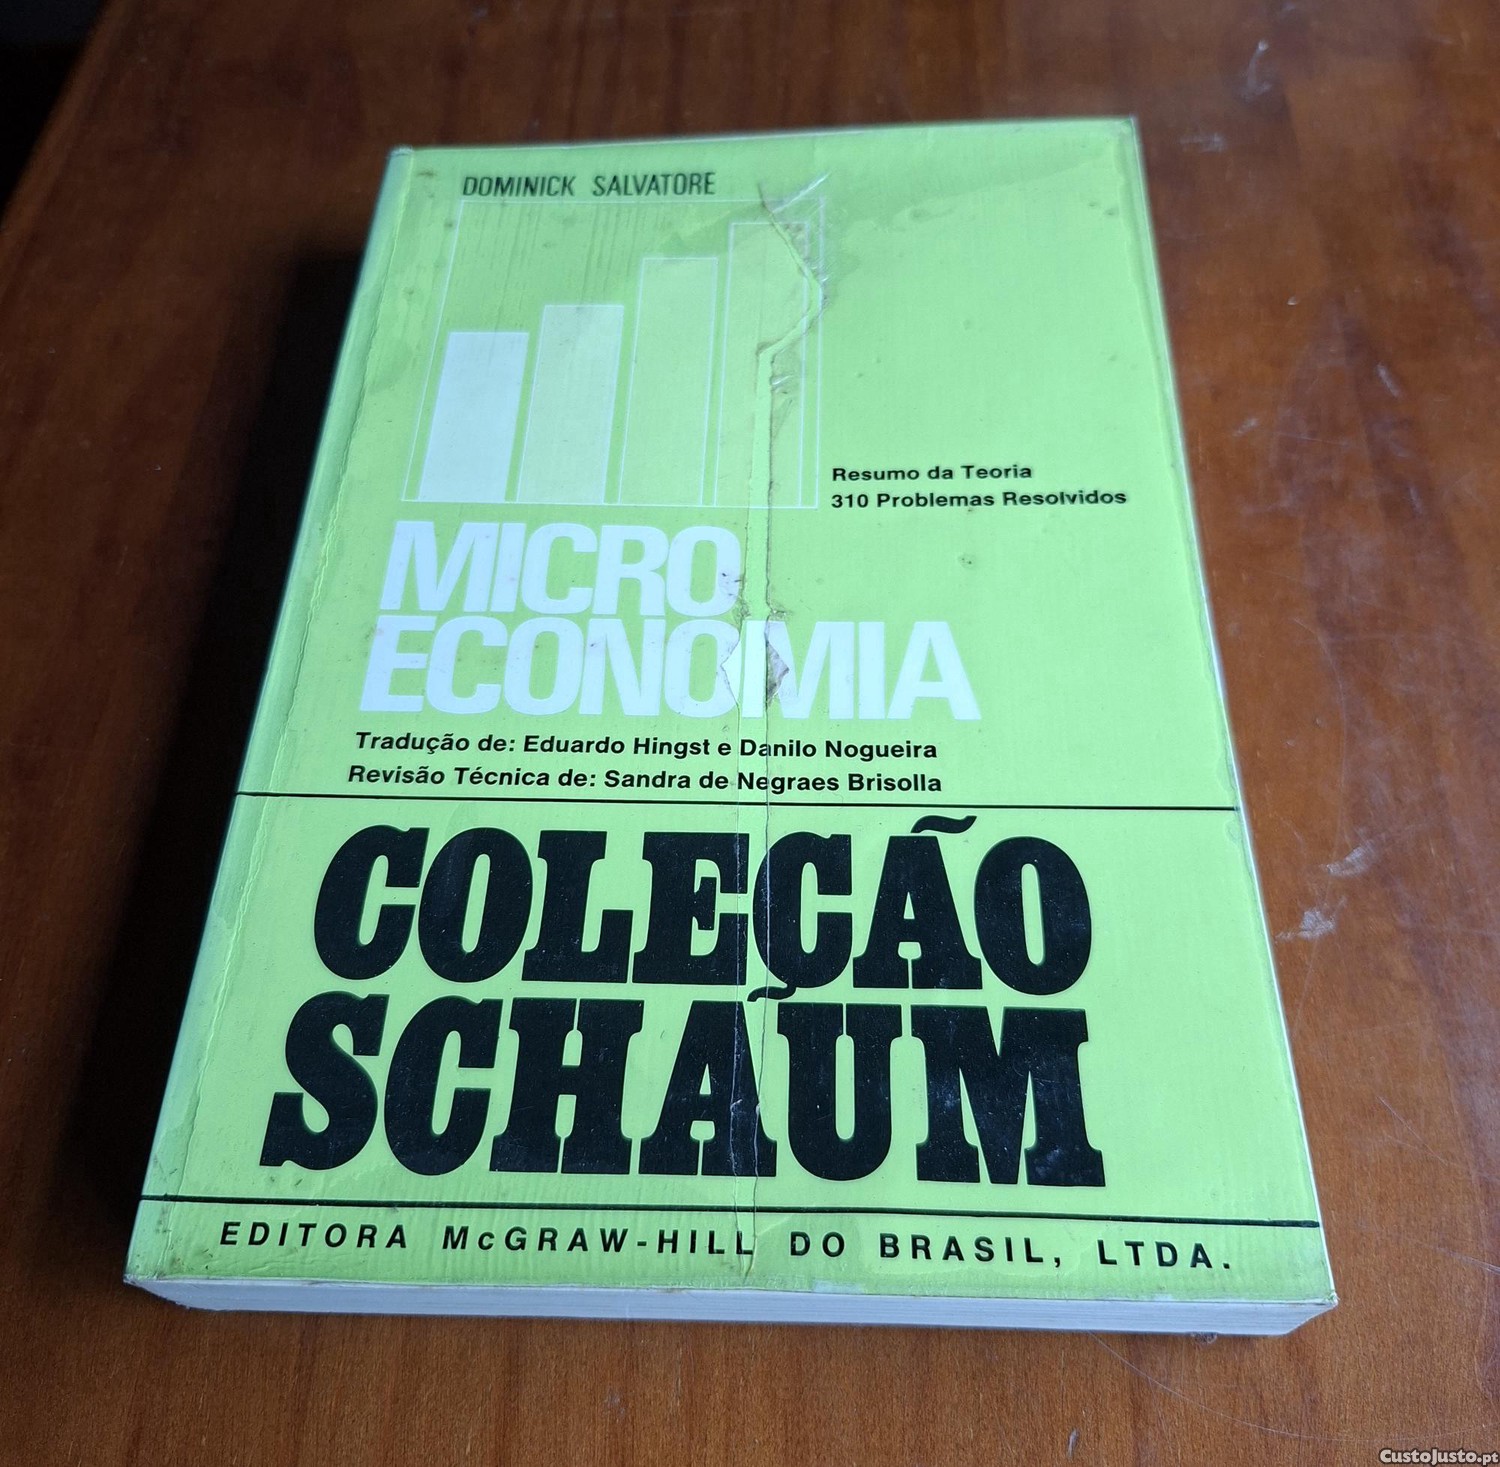 DOMINICK SALVATORE
Resumo da Teoria
310 Problemas Resolvidos
MICRO
ECONOMIA
Tradução de: Eduardo Hingst e Danilo Nogueira
Revisão Técnica de: Sandra de Negraes Brisolla
COLEÇÃO
SCHAUM
EDITORA McGRAW-HILL DO BRASIL, LTDA.
CustoJusto.pt